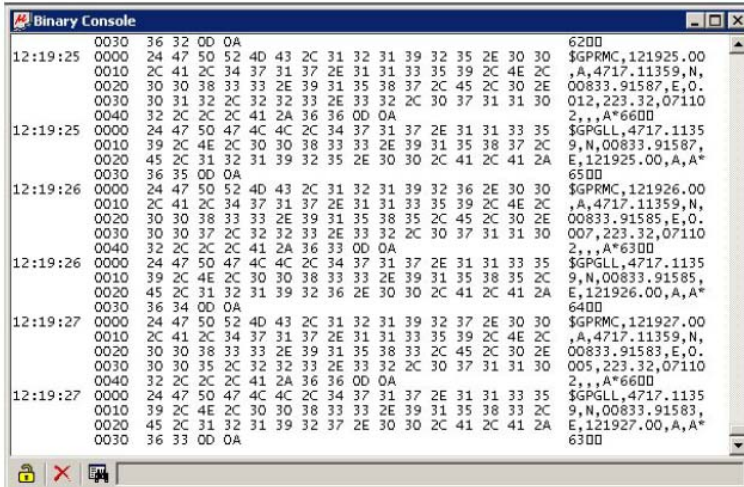 Binary Console
0030 36 32 0D 0A 62▯▯
12:19:25 0000 24 47 50 52 4D 43 2C 31 32 31 39 32 35 2E 30 30 $GPRMC,121925.00
0010 2C 41 2C 34 37 31 37 2E 31 31 33 35 39 2C 4E 2C ,A,4717.11359,N,
0020 30 30 38 33 33 2E 39 31 35 38 37 2C 45 2C 30 2E 00833.91587,E,0.
0030 30 31 32 2C 32 32 33 2E 33 32 2C 30 37 31 31 30 012,223.32,07110
0040 32 2C 2C 2C 41 2A 36 36 0D 0A 2,,,A*66▯▯
12:19:25 0000 24 47 50 47 4C 4C 2C 34 37 31 37 2E 31 31 33 35 $GPGLL,4717.1135
0010 39 2C 4E 2C 30 30 38 33 33 2E 39 31 35 38 37 2C 9,N,00833.91587,
0020 45 2C 31 32 31 39 32 35 2E 30 30 2C 41 2C 41 2A E,121925.00,A,A*
0030 36 35 0D 0A 65▯▯
12:19:26 0000 24 47 50 52 4D 43 2C 31 32 31 39 32 36 2E 30 30 $GPRMC,121926.00
0010 2C 41 2C 34 37 31 37 2E 31 31 33 35 39 2C 4E 2C ,A,4717.11359,N,
0020 30 30 38 33 33 2E 39 31 35 38 35 2C 45 2C 30 2E 00833.91585,E,0.
0030 30 30 37 2C 32 32 33 2E 33 32 2C 30 37 31 31 30 007,223.32,07110
0040 32 2C 2C 2C 41 2A 36 33 0D 0A 2,,,A*63▯▯
12:19:26 0000 24 47 50 47 4C 4C 2C 34 37 31 37 2E 31 31 33 35 $GPGLL,4717.1135
0010 39 2C 4E 2C 30 30 38 33 33 2E 39 31 35 38 35 2C 9,N,00833.91585,
0020 45 2C 31 32 31 39 32 36 2E 30 30 2C 41 2C 41 2A E,121926.00,A,A*
0030 36 34 0D 0A 64▯▯
12:19:27 0000 24 47 50 52 4D 43 2C 31 32 31 39 32 37 2E 30 30 $GPRMC,121927.00
0010 2C 41 2C 34 37 31 37 2E 31 31 33 35 39 2C 4E 2C ,A,4717.11359,N,
0020 30 30 38 33 33 2E 39 31 35 38 33 2C 45 2C 30 2E 00833.91583,E,0.
0030 30 30 35 2C 32 32 33 2E 33 32 2C 30 37 31 31 30 005,223.32,07110
0040 32 2C 2C 2C 41 2A 36 36 0D 0A 2,,,A*66▯▯
12:19:27 0000 24 47 50 47 4C 4C 2C 34 37 31 37 2E 31 31 33 35 $GPGLL,4717.1135
0010 39 2C 4E 2C 30 30 38 33 33 2E 39 31 35 38 33 2C 9,N,00833.91583,
0020 45 2C 31 32 31 39 32 37 2E 30 30 2C 41 2C 41 2A E,121927.00,A,A*
0030 36 33 0D 0A 63▯▯